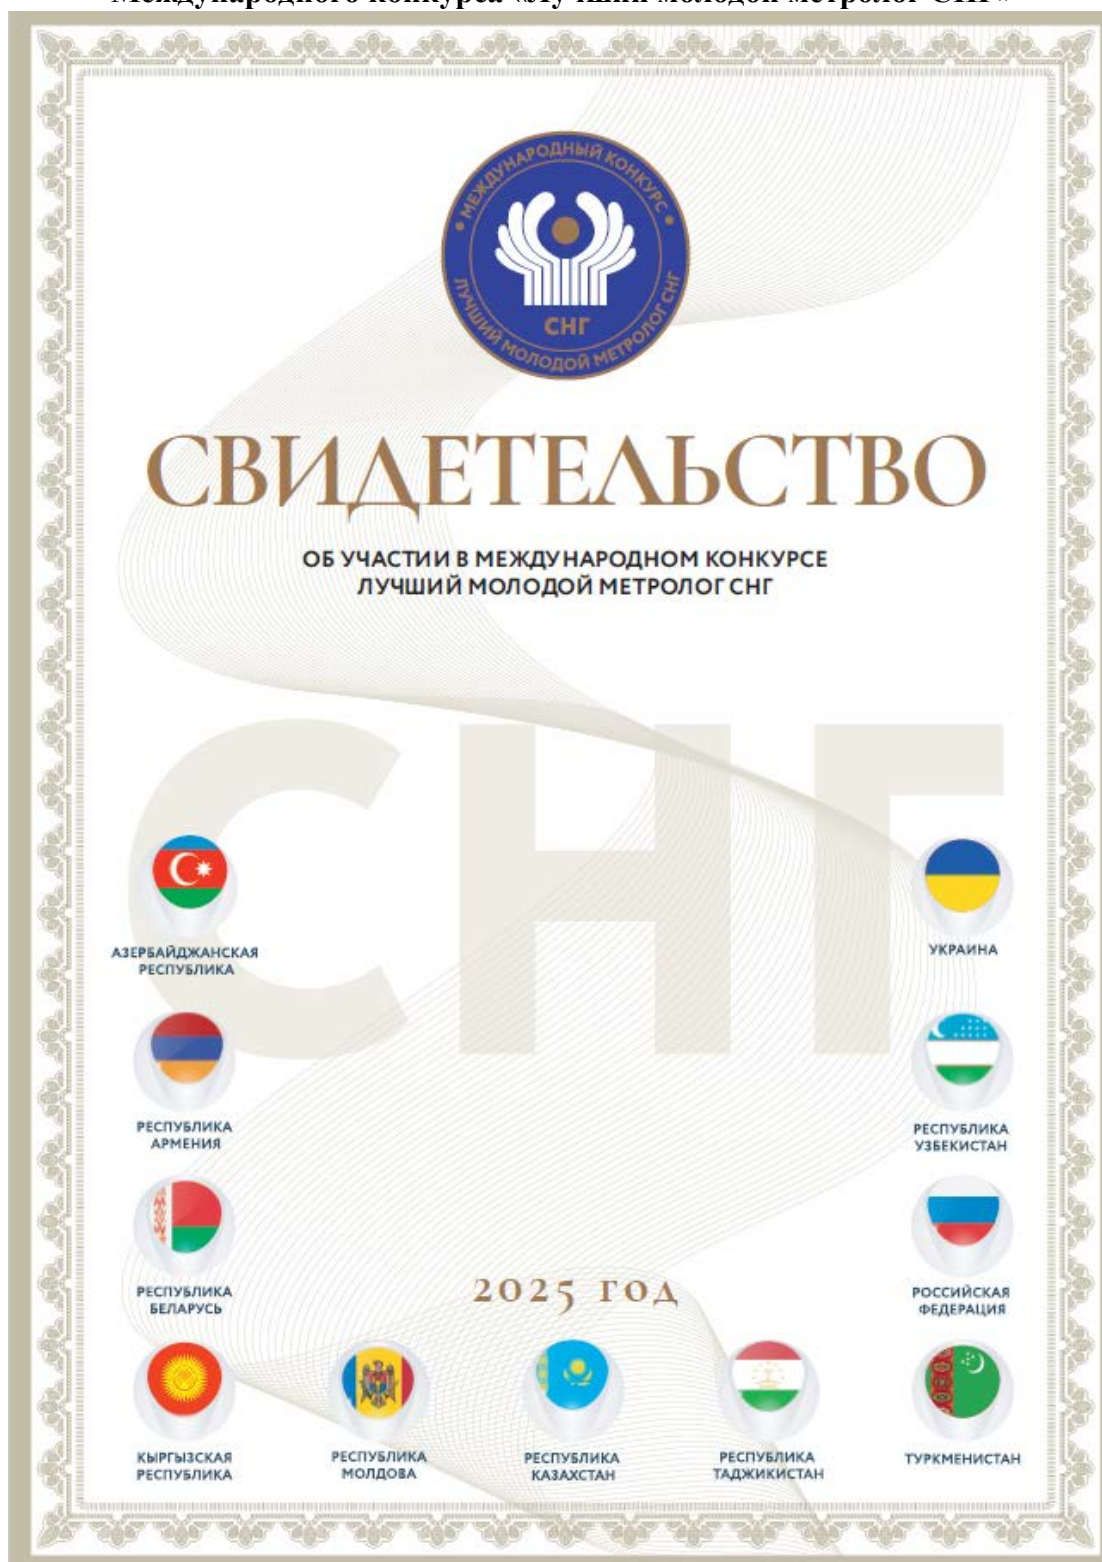 Международного конкурса «Лучший молодой метролог СНГ»
• МЕЖДУНАРОДНЫЙ КОНКУРС •
СНГ
ЛУЧШИЙ МОЛОДОЙ МЕТРОЛОГ СНГ
СВИДЕТЕЛЬСТВО
ОБ УЧАСТИИ В МЕЖДУНАРОДНОМ КОНКУРСЕ
ЛУЧШИЙ МОЛОДОЙ МЕТРОЛОГ СНГ
СНГ
АЗЕРБАЙДЖАНСКАЯ
РЕСПУБЛИКА
УКРАИНА
РЕСПУБЛИКА
АРМЕНИЯ
РЕСПУБЛИКА
УЗБЕКИСТАН
РЕСПУБЛИКА
БЕЛАРУСЬ
2025 год
РОССИЙСКАЯ
ФЕДЕРАЦИЯ
КЫРГЫЗСКАЯ
РЕСПУБЛИКА
РЕСПУБЛИКА
МОЛДОВА
РЕСПУБЛИКА
КАЗАХСТАН
РЕСПУБЛИКА
ТАДЖИКИСТАН
ТУРКМЕНИСТАН